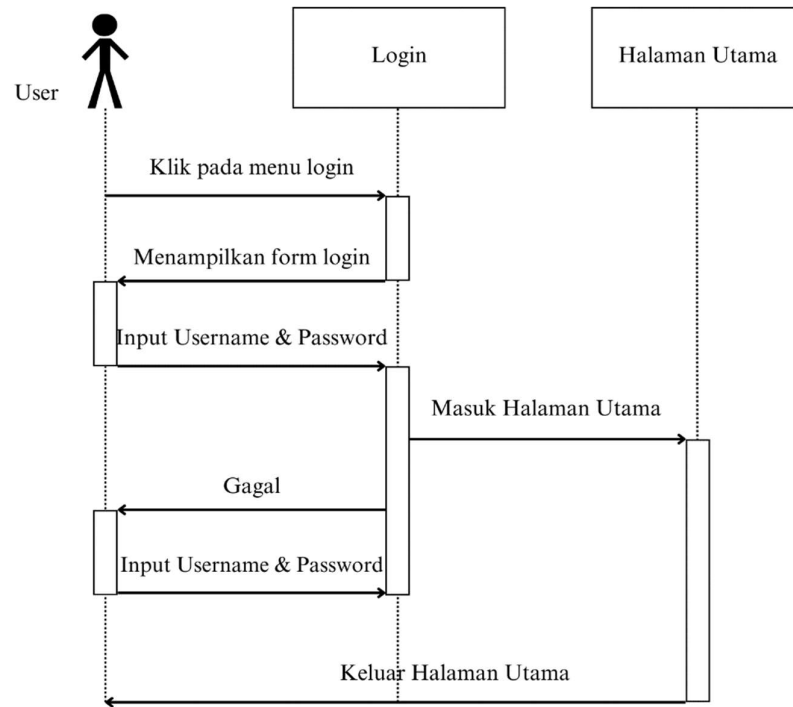 Login
Halaman Utama
User
Klik pada menu login
Menampilkan form login
Input Username & Password
Masuk Halaman Utama
Gagal
Input Username & Password
Keluar Halaman Utama